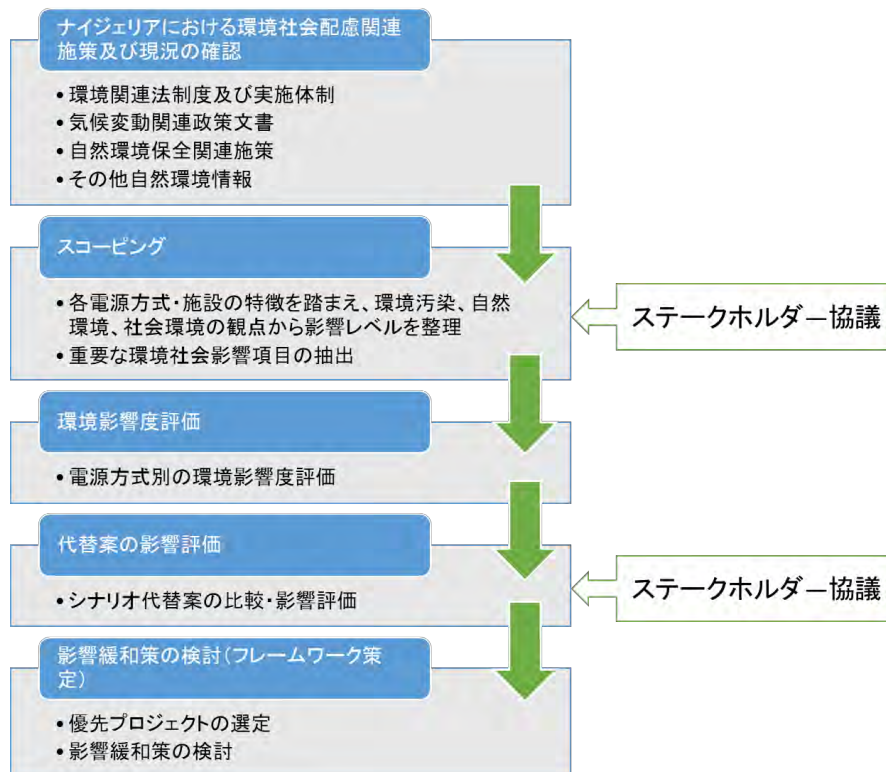 ナイジェリアにおける環境社会配慮関連
施策及び現況の確認
•環境関連法制度及び実施体制
•気候変動関連政策文書
•自然環境保全関連施策
•その他自然環境情報
スコーピング
•各電源方式・施設の特徴を踏まえ、環境汚染、自然
環境、社会環境の観点から影響レベルを整理
•重要な環境社会影響項目の抽出
ステークホルダー協議
環境影響度評価
•電源方式別の環境影響度評価
代替案の影響評価
•シナリオ代替案の比較・影響評価
ステークホルダー協議
影響緩和策の検討(フレームワーク策
定)
•優先プロジェクトの選定
•影響緩和策の検討